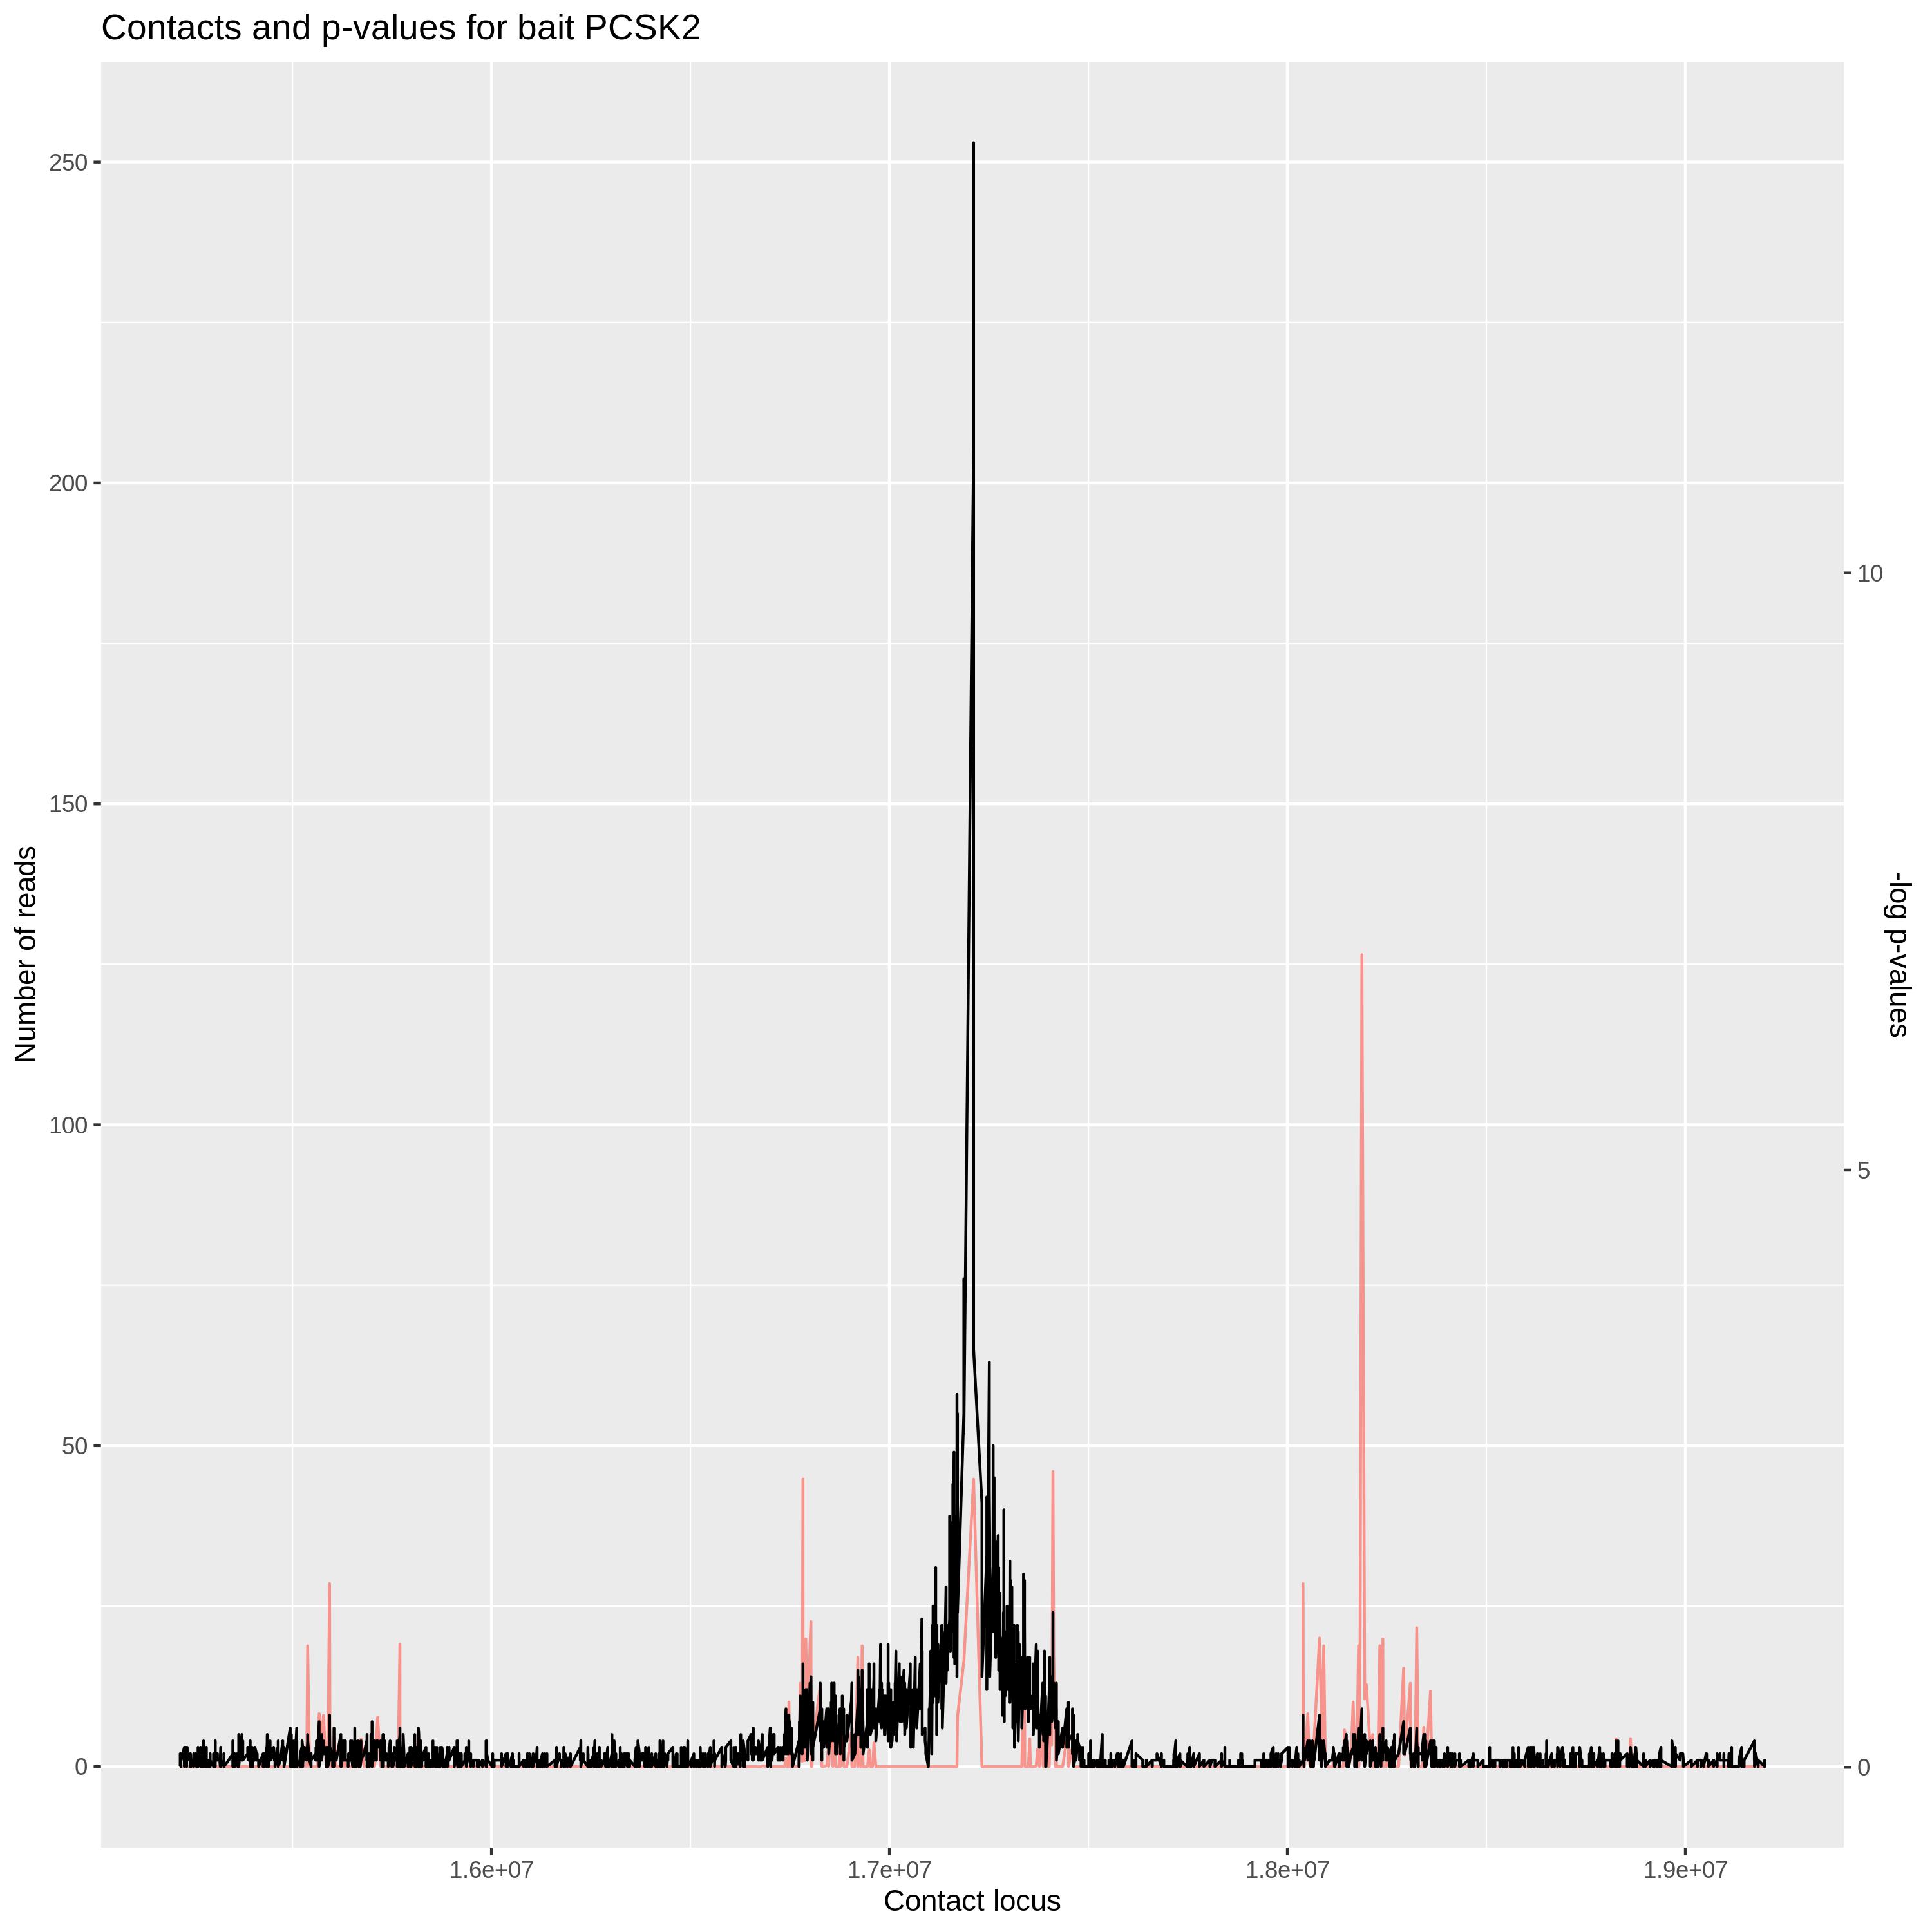 Contacts and p-values for bait PCSK2
250
200
150
100
50
0
10
5
0
Number of reads
-log p-values
1.6e+07
1.7e+07
1.8e+07
1.9e+07
Contact locus